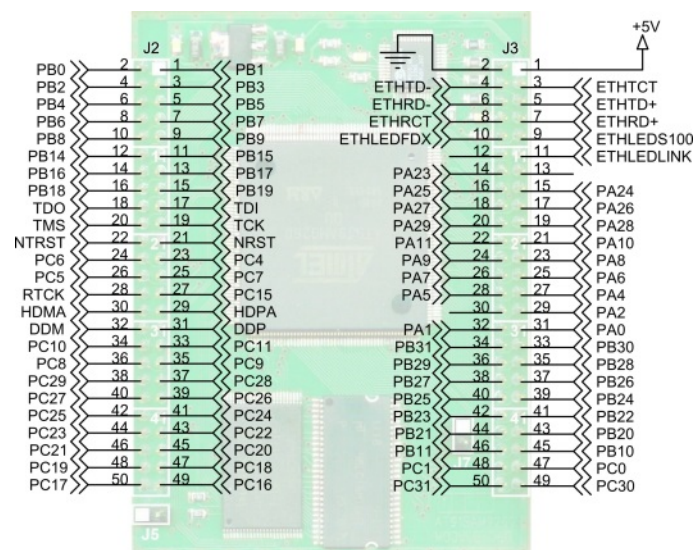 +5V
J2 J3
PB0 2 1 PB1 2 1
PB2 4 3 PB3 ETHTD- 4 3 ETHTCT
PB4 6 5 PB5 ETHRD- 6 5 ETHTD+
PB6 8 7 PB7 ETHRCT 8 7 ETHRD+
PB8 10 9 PB9 ETHLEDFDX 10 9 ETHLEDS100
PB14 12 11 PB15 12 11 ETHLEDLINK
PB16 14 13 PB17 PA23 14 13
PB18 16 15 PB19 PA25 16 15 PA24
TDO 18 17 TDI PA27 18 17 PA26
TMS 20 19 TCK PA29 20 19 PA28
NTRST 22 21 NRST PA11 22 21 PA10
PC6 24 23 PC4 PA9 24 23 PA8
PC5 26 25 PC7 PA7 26 25 PA6
RTCK 28 27 PC15 PA5 28 27 PA4
HDMA 30 29 HDPA 30 29 PA2
DDM 32 31 DDP PA1 32 31 PA0
PC10 34 33 PC11 PB31 34 33 PB30
PC8 36 35 PC9 PB29 36 35 PB28
PC29 38 37 PC28 PB27 38 37 PB26
PC27 40 39 PC26 PB25 40 39 PB24
PC25 42 41 PC24 PB23 42 41 PB22
PC23 44 43 PC22 PB21 44 43 PB20
PC21 46 45 PC20 PB11 46 45 PB10
PC19 48 47 PC18 PC1 48 47 PC0
PC17 50 49 PC16 PC31 50 49 PC30
ATMEL
1
2
3
4
1
2
3
4
J5